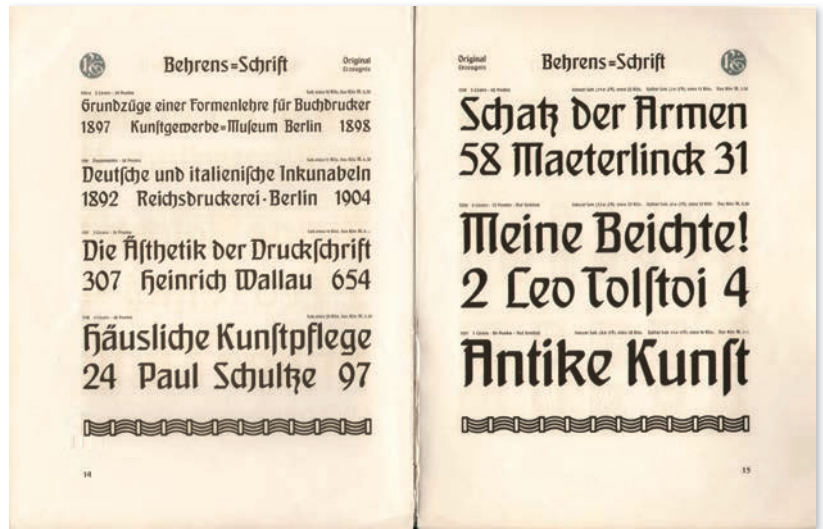 Behrens=Schrift
Original
Erzeugnis
Grundzüge einer Formenlehre für Buchdrucker
1897 Kunſtgewerbe=Muſeum Berlin 1898
Deutſche und italieniſche Inkunabeln
1892 Reichsdruckerei · Berlin 1904
Die Äſthetik der Druckſchrift
307 Heinrich Wallau 654
Häusliche Kunſtpflege
24 Paul Schultze 97
14
Original
Erzeugnis
Behrens=Schrift
Schatz der Armen
58 Maeterlinck 31
Meine Beichte!
2 Leo Tolſtoi 4
Antike Kunſt
15